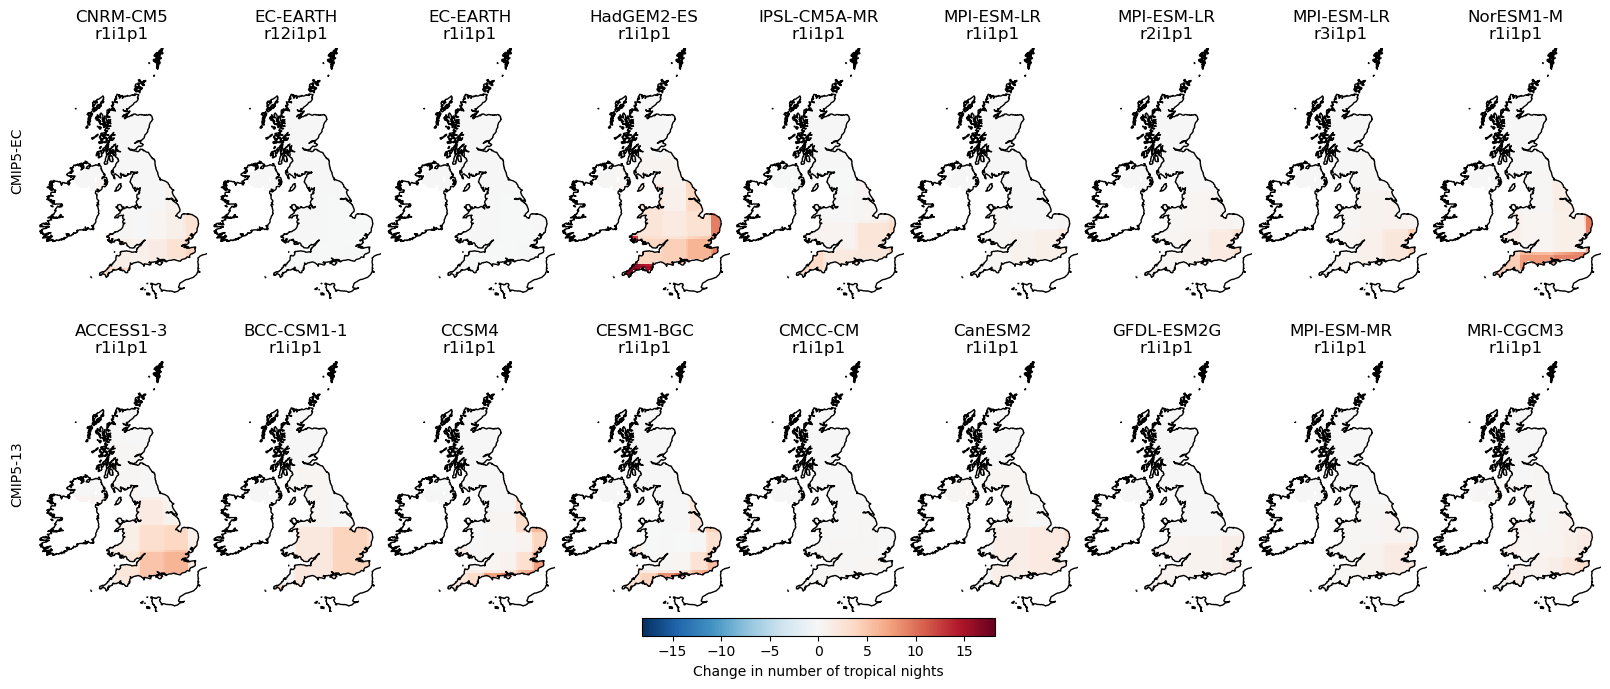 CNRM-CM5
r1i1p1
EC-EARTH
r12i1p1
EC-EARTH
r1i1p1
HadGEM2-ES
r1i1p1
IPSL-CM5A-MR
r1i1p1
MPI-ESM-LR
r1i1p1
MPI-ESM-LR
r2i1p1
MPI-ESM-LR
r3i1p1
NorESM1-M
r1i1p1
CMIP5-EC
ACCESS1-3
r1i1p1
BCC-CSM1-1
r1i1p1
CCSM4
r1i1p1
CESM1-BGC
r1i1p1
CMCC-CM
r1i1p1
CanESM2
r1i1p1
GFDL-ESM2G
r1i1p1
MPI-ESM-MR
r1i1p1
MRI-CGCM3
r1i1p1
CMIP5-13
−15 −10 −5 0 5 10 15
Change in number of tropical nights